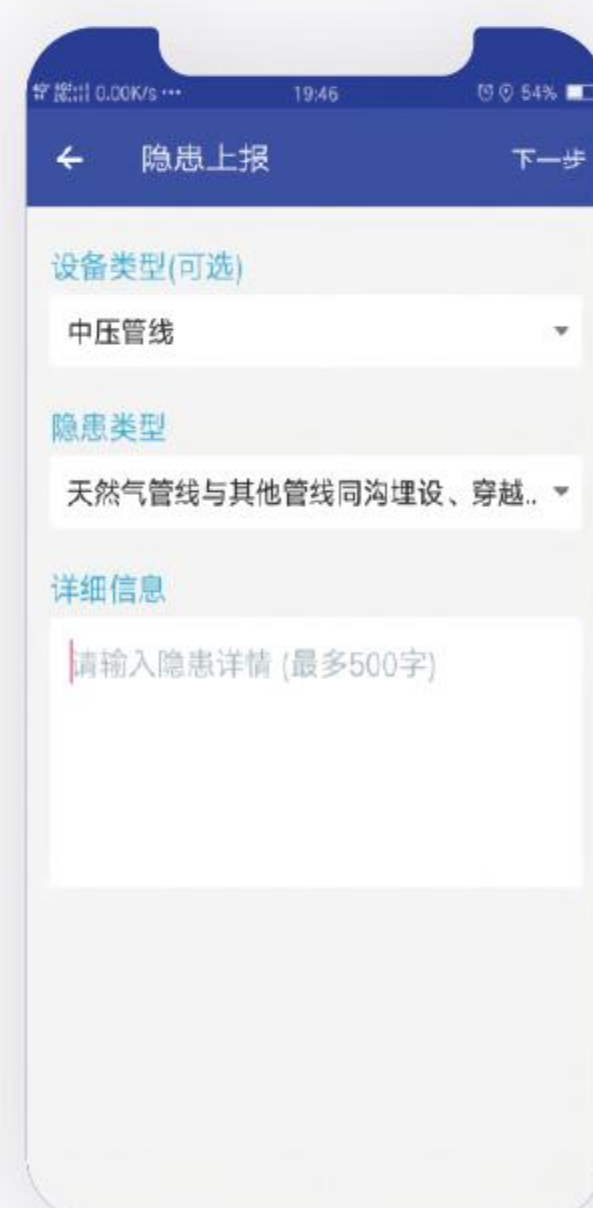 0.00K/s ··· 19:46 54%
← 隐患上报 下一步
设备类型(可选)
中压管线
隐患类型
天然气管线与其他管线同沟埋设、穿越..
详细信息
请输入隐患详情 (最多500字)